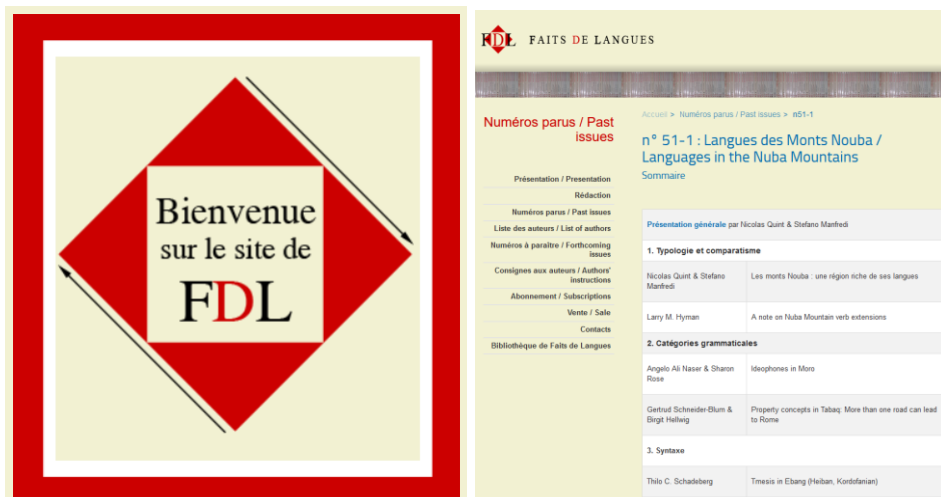 Bienvenue
sur le site de
FDL
FDL FAITS DE LANGUES
Numéros parus / Past
issues
Présentation / Presentation
Rédaction
Numéros parus / Past issues
Liste des auteurs / List of authors
Numéros à paraître / Forthcoming
issues
Consignes aux auteurs / Authors'
instructions
Abonnement / Subscriptions
Vente / Sale
Contacts
Bibliothèque de Faits de Langues
Accueil > Numéros parus / Past issues > n51-1
n° 51-1 : Langues des Monts Nouba /
Languages in the Nuba Mountains
Sommaire
Présentation générale par Nicolas Quint & Stefano Manfredi
1. Typologie et comparatisme
Nicolas Quint & Stefano
Manfredi
Les monts Nouba : une région riche de ses langues
Larry M. Hyman
A note on Nuba Mountain verb extensions
2. Catégories grammaticales
Angelo Ali Naser & Sharon
Rose
Ideophones in Moro
Gertrud Schneider-Blum &
Birgit Hellwig
Property concepts in Tabaq: More than one road can lead
to Rome
3. Syntaxe
Thilo C. Schadeberg
Tmesis in Ebang (Heiban, Kordofanian)